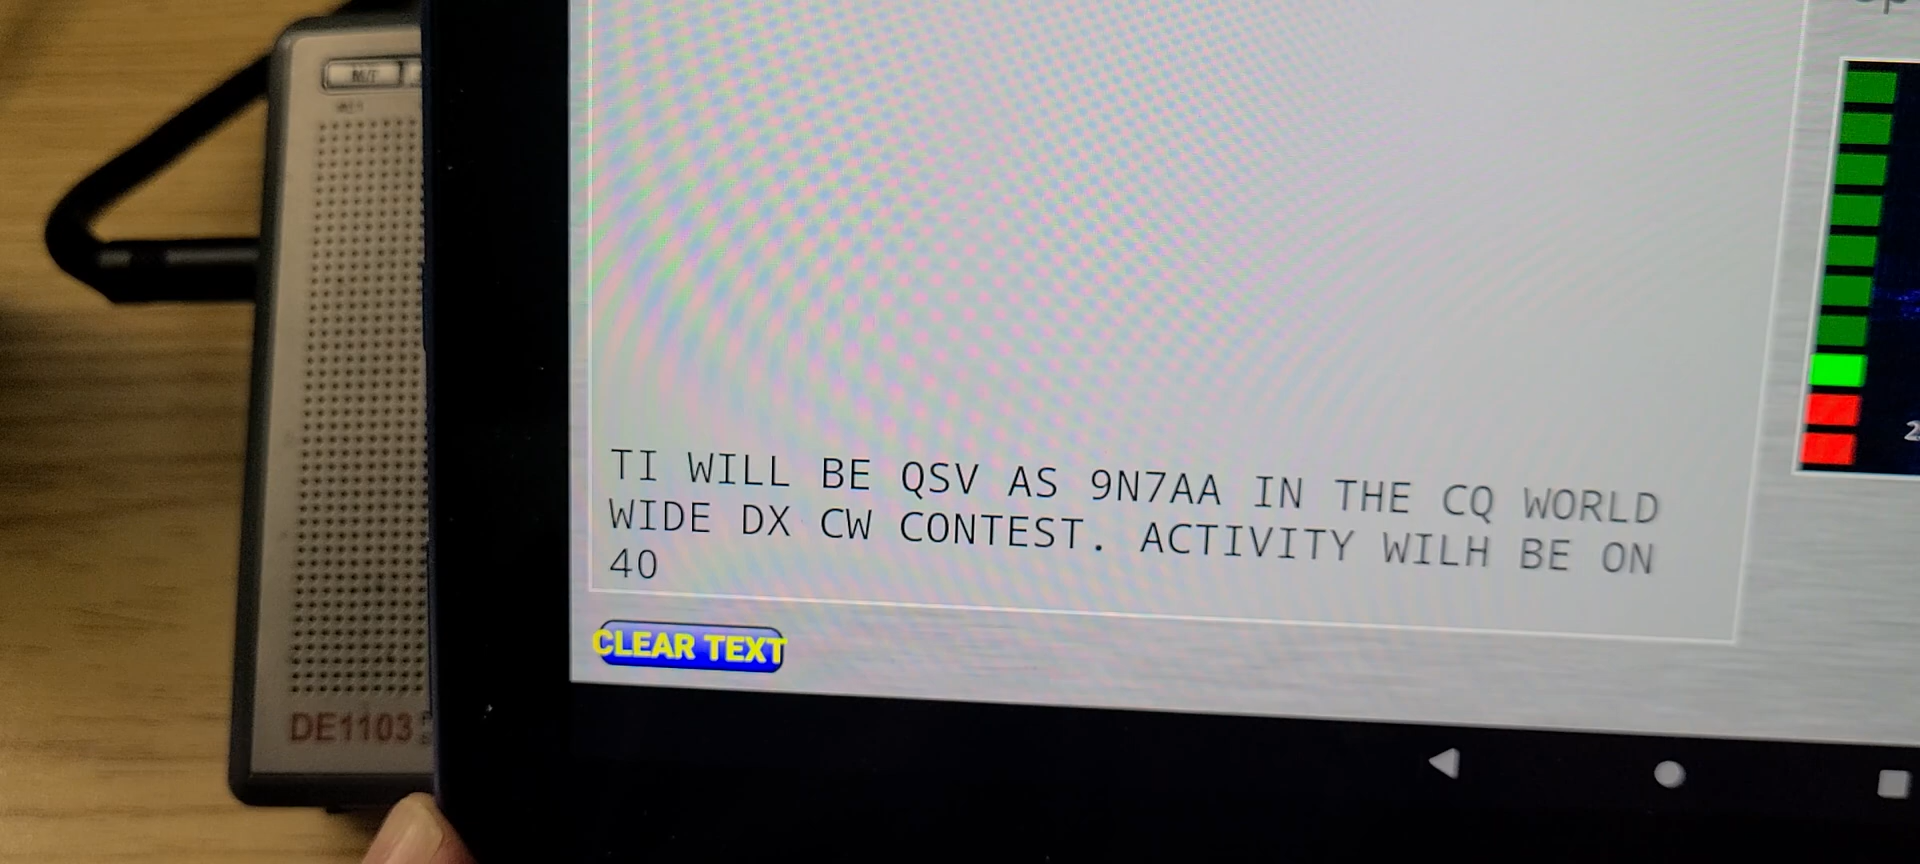 M/F
TI WILL BE QSV AS 9N7AA IN THE CQ WORLD
WIDE DX CW CONTEST. ACTIVITY WILH BE ON
40
CLEAR TEXT
DE1103